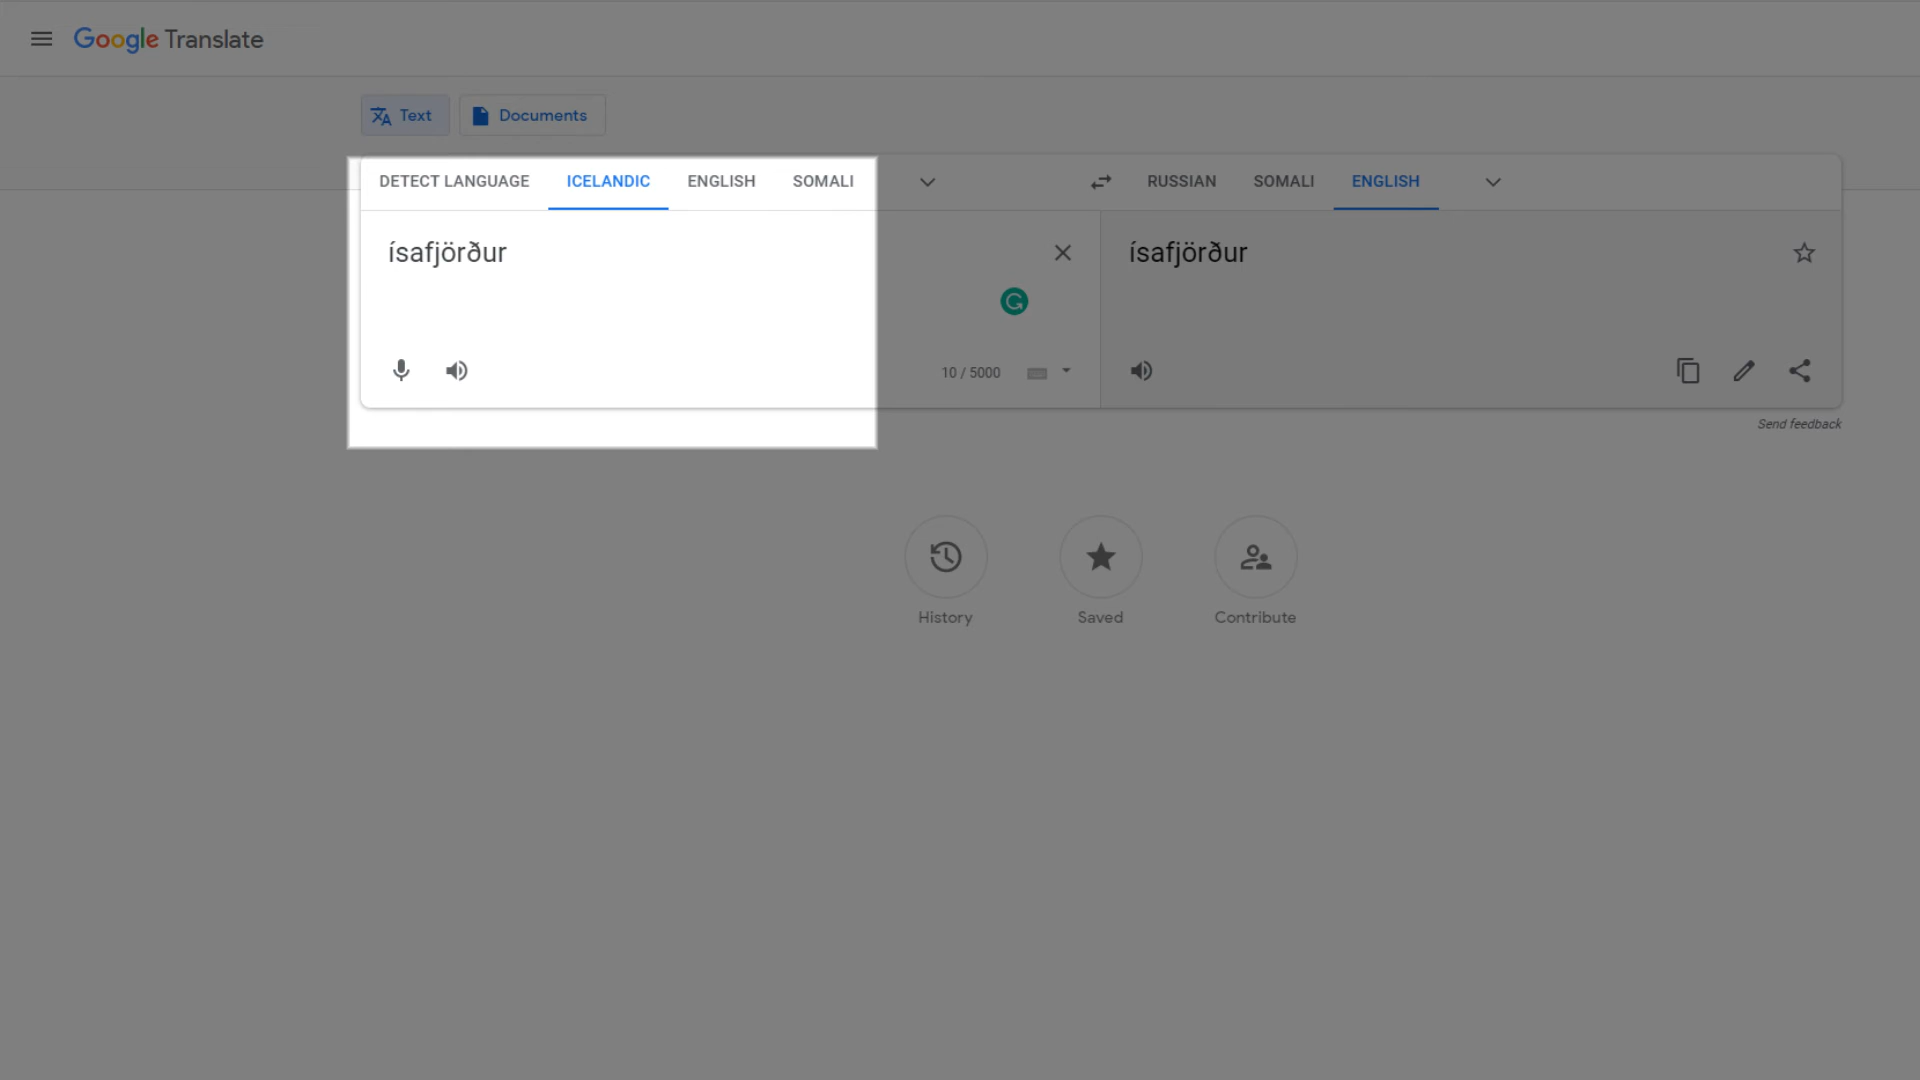 Google Translate
Text Documents
DETECT LANGUAGE ICELANDIC ENGLISH SOMALI RUSSIAN SOMALI ENGLISH
ísafjörður ísafjörður
10 / 5000
Send feedback
History Saved Contribute